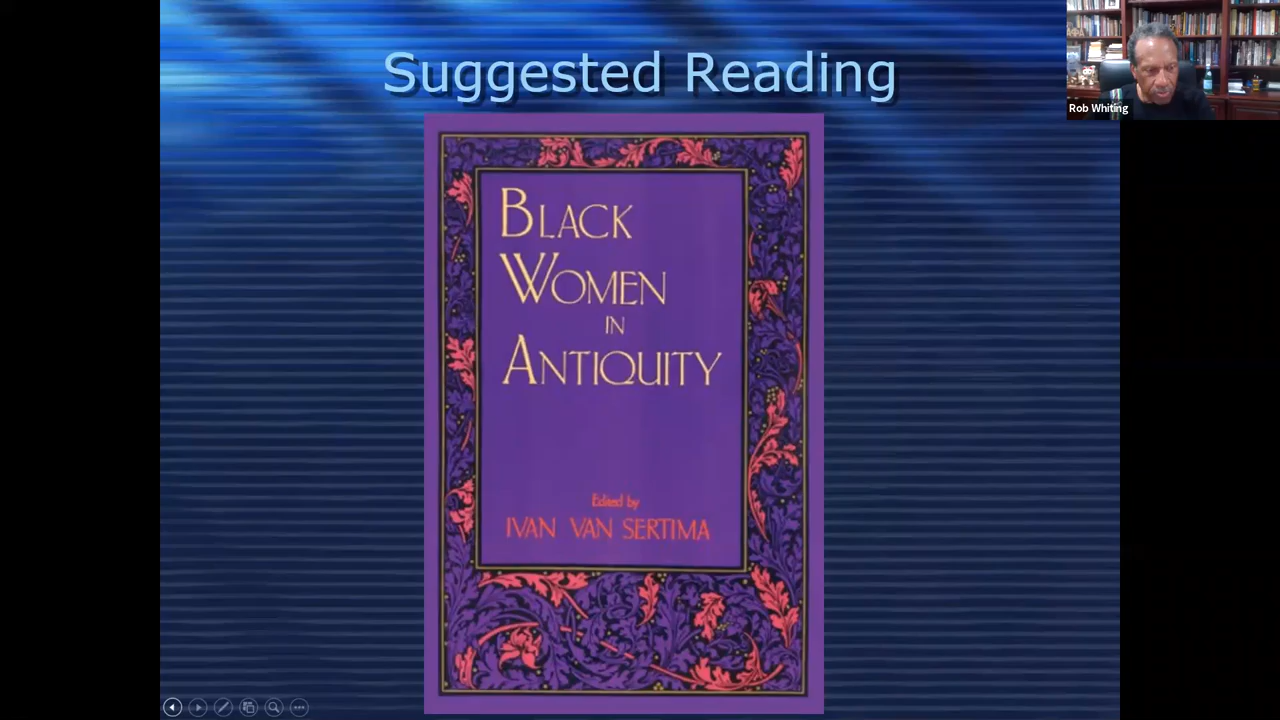 Suggested Reading
Rob Whiting
BLACK
WOMEN
IN
ANTIQUITY
Edited by
IVAN VAN SERTIMA